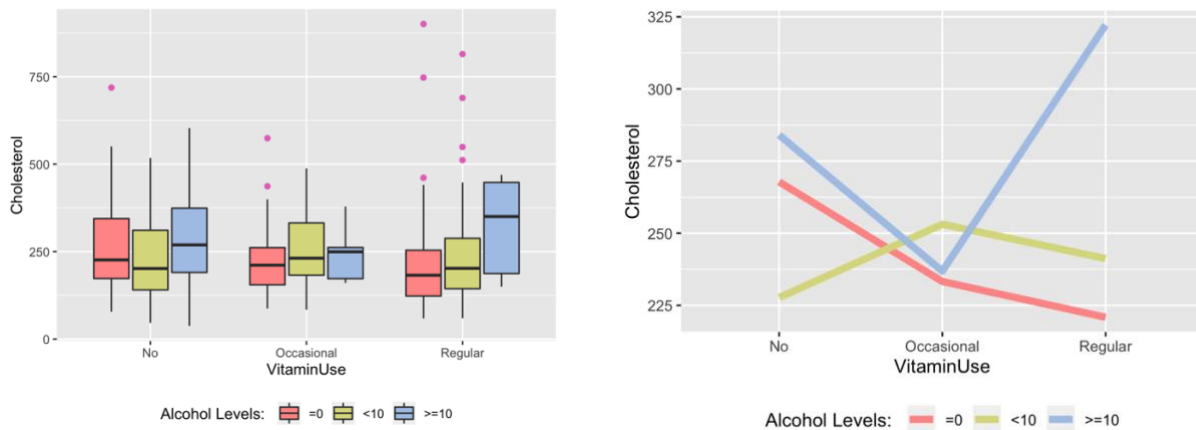 Cholesterol
750
500
250
0
No Occasional Regular
VitaminUse
Alcohol Levels: =0 <10 >=10
Cholesterol
325
300
275
250
225
No Occasional Regular
VitaminUse
Alcohol Levels: =0 <10 >=10